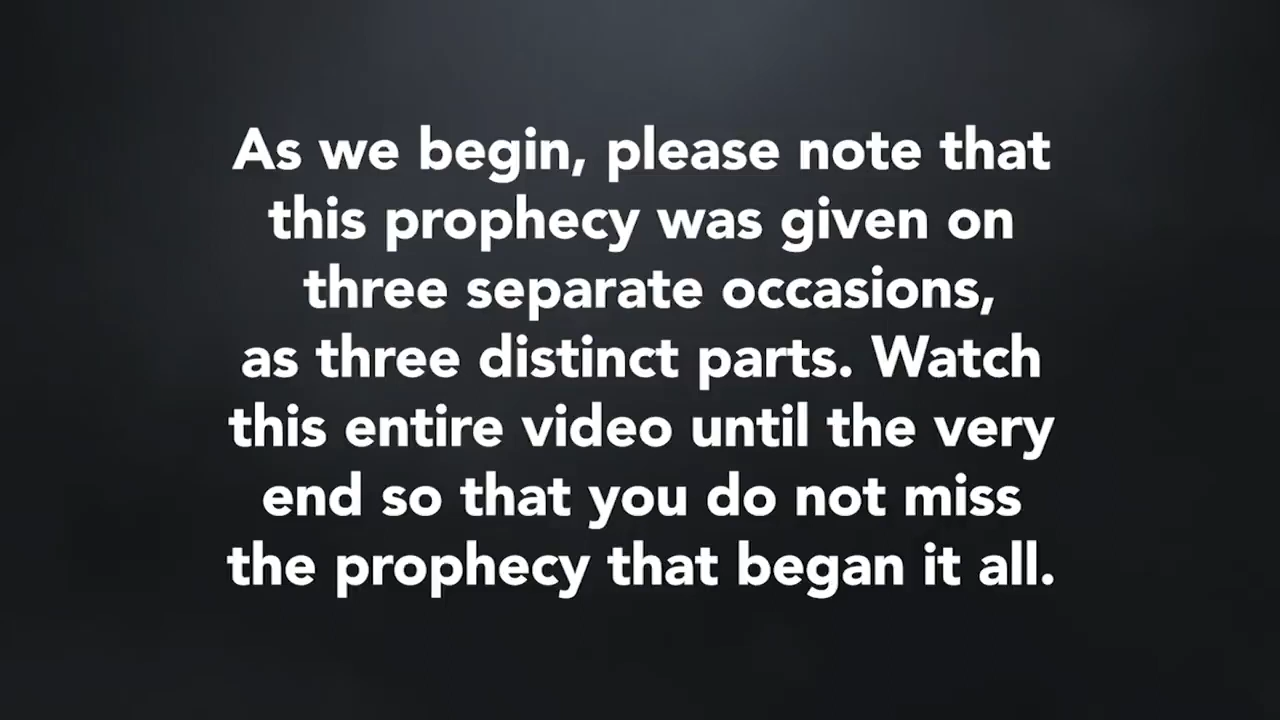 As we begin, please note that
this prophecy was given on
three separate occasions,
as three distinct parts. Watch
this entire video until the very
end so that you do not miss
the prophecy that began it all.